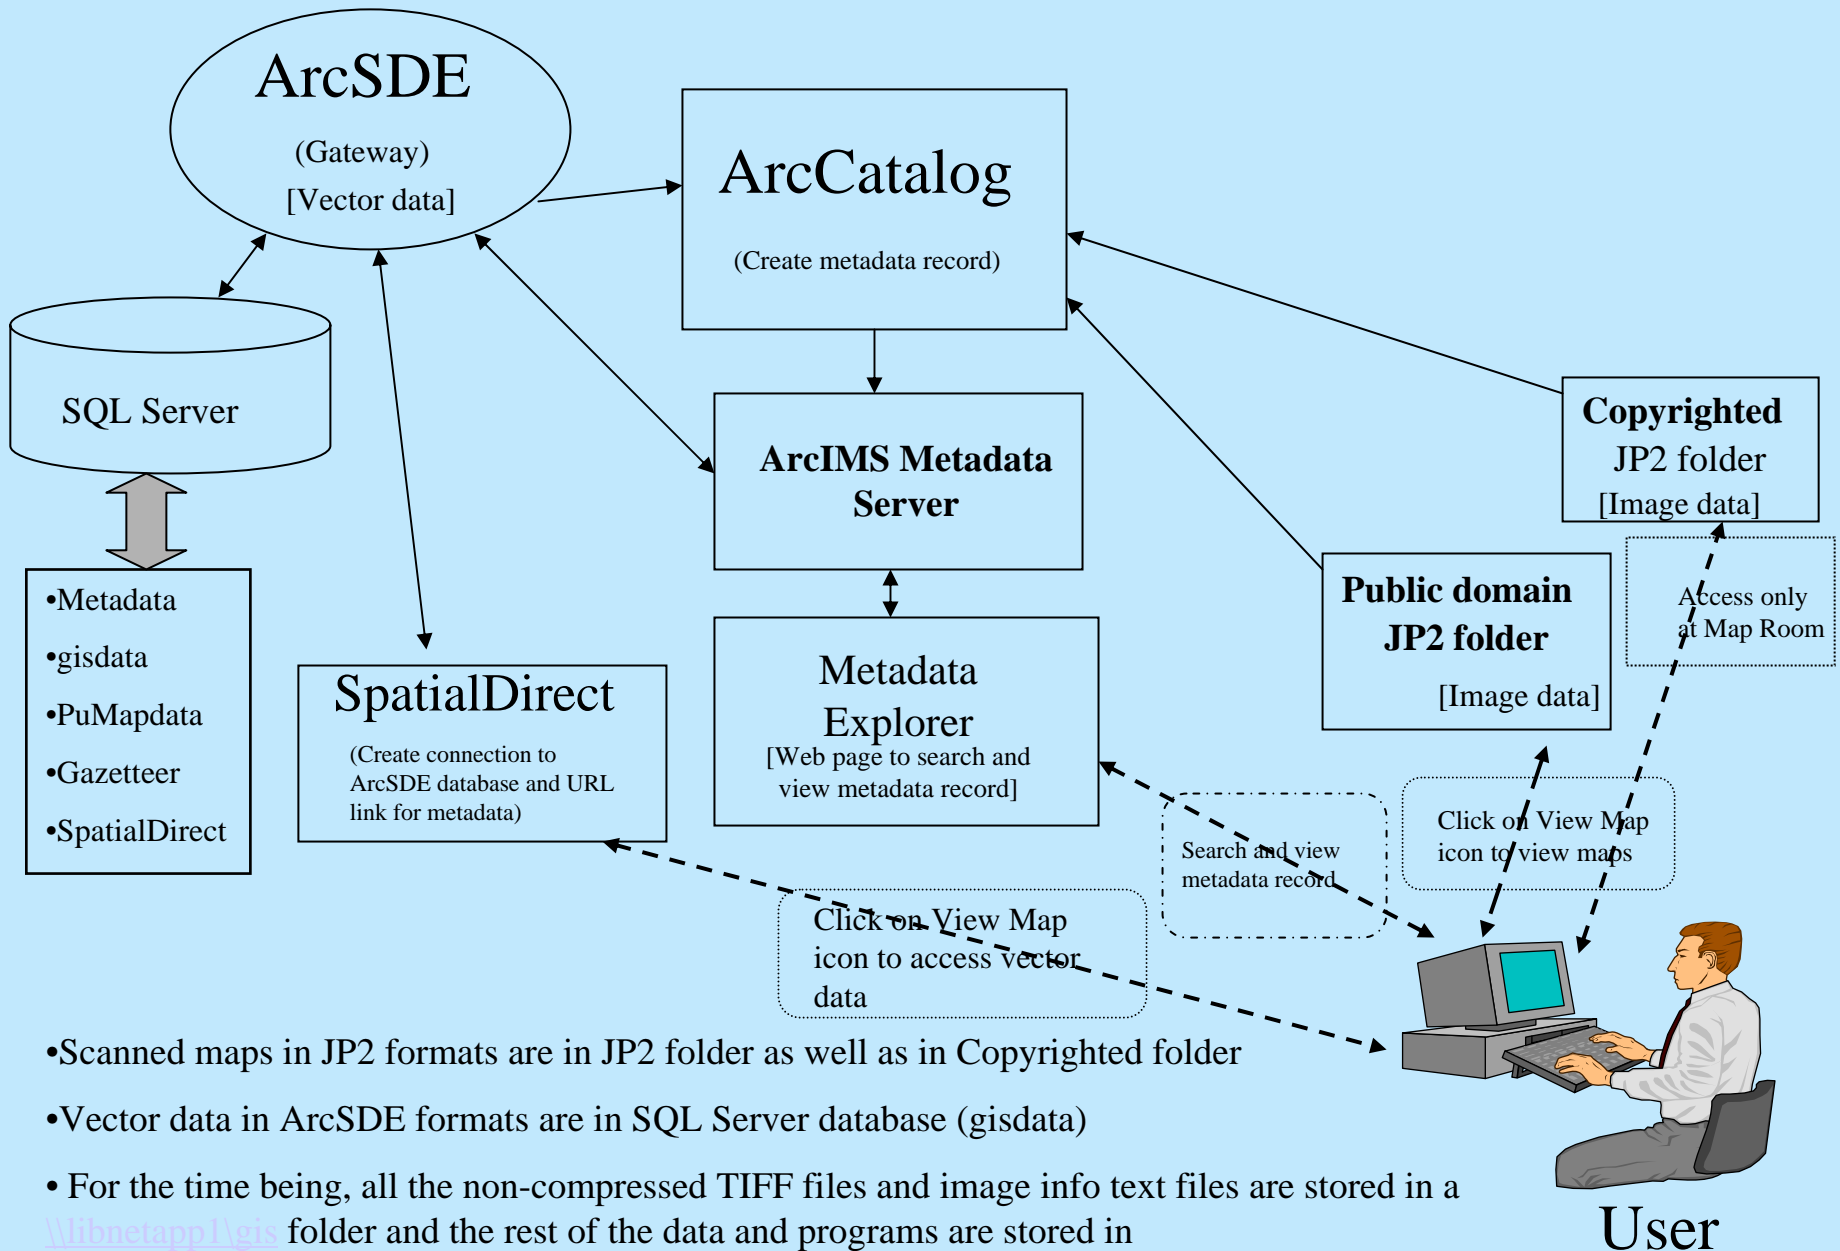 ArcSDE
(Gateway)
[Vector data]
ArcCatalog
(Create metadata record)
SQL Server
ArcIMS Metadata
Server
Copyrighted
JP2 folder
[Image data]
Access only
at Map Room
Public domain
JP2 folder
[Image data]
•Metadata
•gisdata
•PuMapdata
•Gazetteer
•SpatialDirect
SpatialDirect
(Create connection to
ArcSDE database and URL
link for metadata)
Metadata
Explorer
[Web page to search and
view metadata record]
Search and view
metadata record
Click on View Map
icon to view maps
Click on View Map
icon to access vector
data
•Scanned maps in JP2 formats are in JP2 folder as well as in Copyrighted folder
•Vector data in ArcSDE formats are in SQL Server database (gisdata)
• For the time being, all the non-compressed TIFF files and image info text files are stored in a
\\libnetapp1\gis folder and the rest of the data and programs are stored in
User